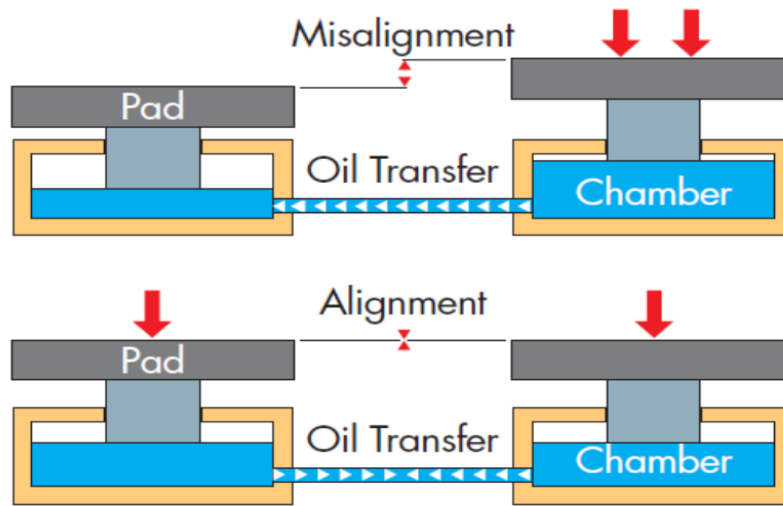 Misalignment
Pad
Oil Transfer
Chamber
Alignment
Pad
Oil Transfer
Chamber